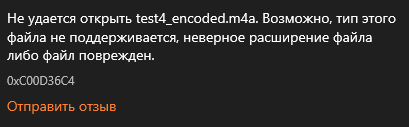 Не удается открыть test4_encoded.m4a. Возможно, тип этого
файла не поддерживается, неверное расширение файла
либо файл поврежден.
0xC00D36C4
Отправить отзыв